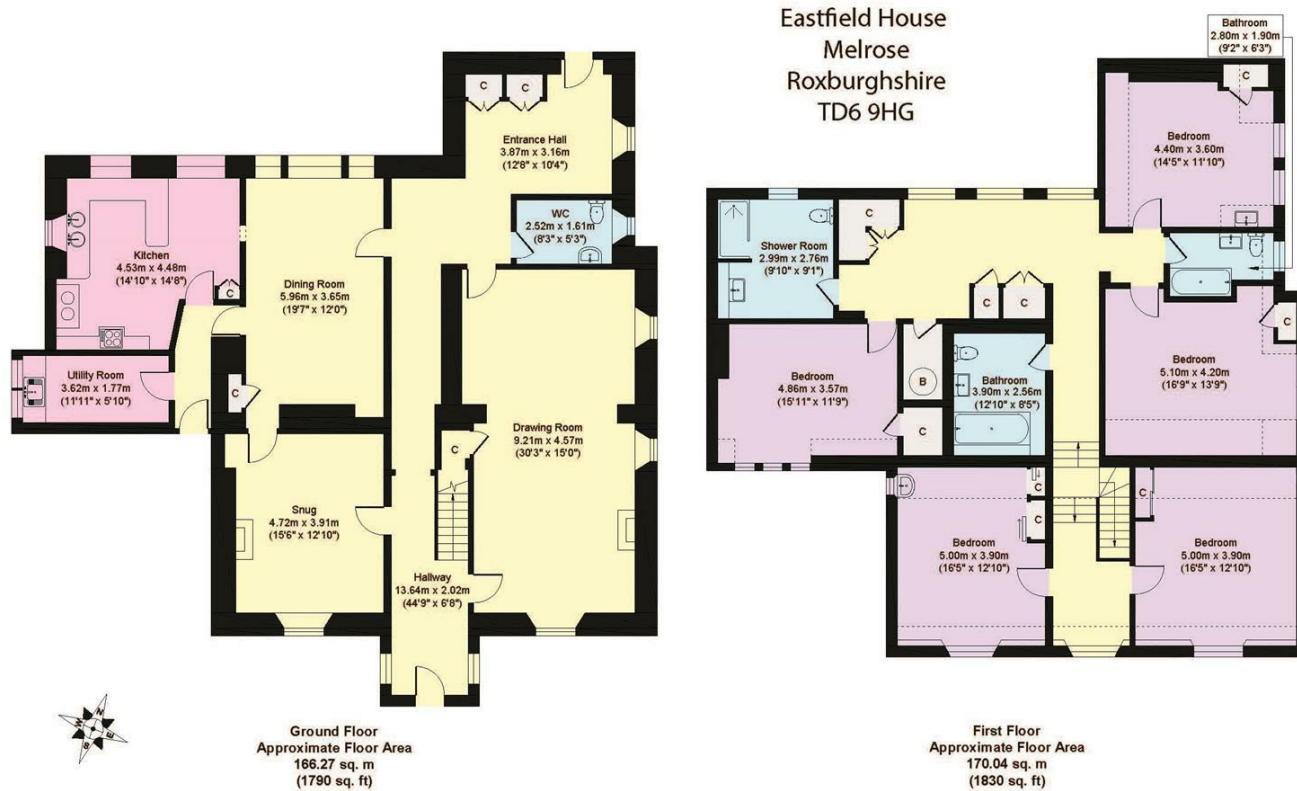 Eastfield House
Melrose
Roxburghshire
TD6 9HG
C
C
Entrance Hall
3.87m x 3.16m
(12'8" x 10'4")
WC
2.52m x 1.61m
(8'3" x 5'3")
Kitchen
4.53m x 4.48m
(14'10" x 14'8")
C
Dining Room
5.96m x 3.65m
(19'7" x 12'0")
Utility Room
3.62m x 1.77m
(11'11" x 5'10")
C
Drawing Room
9.21m x 4.57m
(30'3" x 15'0")
C
Snug
4.72m x 3.91m
(15'6" x 12'10")
Hallway
13.64m x 2.02m
(44'9" x 6'8")
N
E
S
W
Ground Floor
Approximate Floor Area
166.27 sq. m
(1790 sq. ft)
Bathroom
2.80m x 1.90m
(9'2" x 6'3")
C
Bedroom
4.40m x 3.60m
(14'5" x 11'10")
Shower Room
2.99m x 2.76m
(9'10" x 9'1")
C
C
C
C
Bedroom
5.10m x 4.20m
(16'9" x 13'9")
Bedroom
4.86m x 3.57m
(15'11" x 11'9")
B
Bathroom
3.90m x 2.56m
(12'10" x 8'5")
C
C
C
C
Bedroom
5.00m x 3.90m
(16'5" x 12'10")
Bedroom
5.00m x 3.90m
(16'5" x 12'10")
First Floor
Approximate Floor Area
170.04 sq. m
(1830 sq. ft)